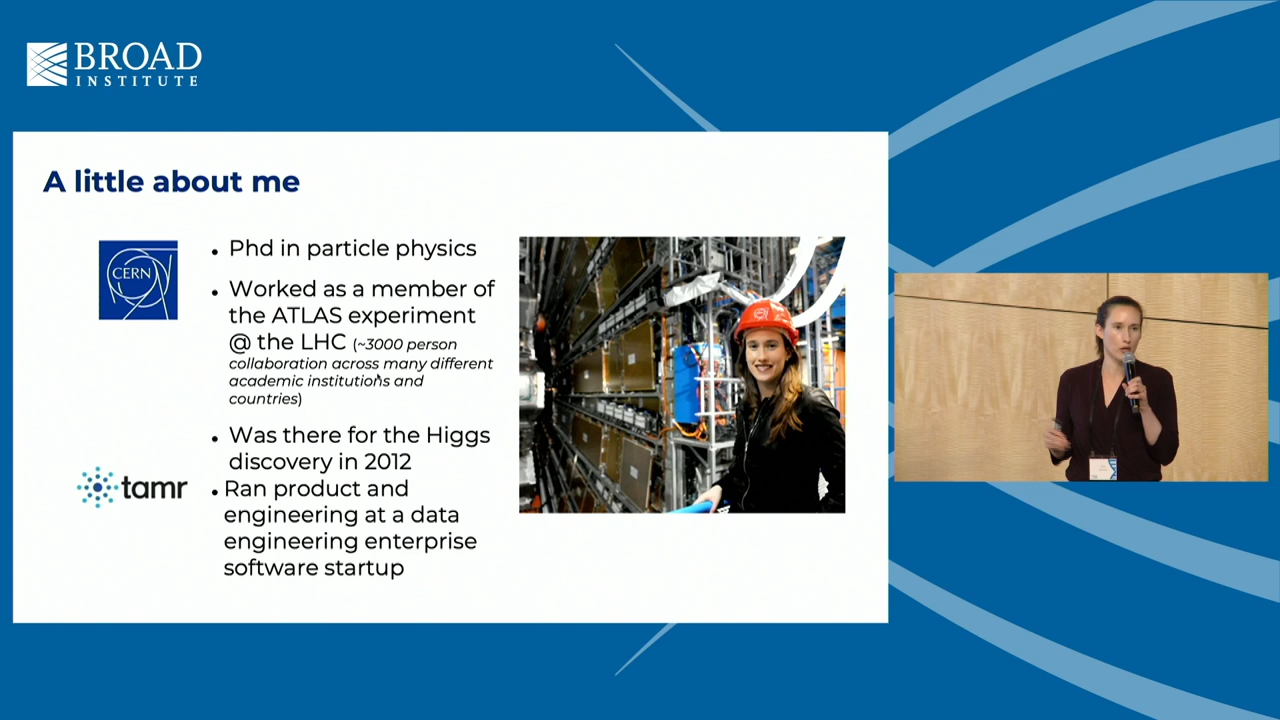 BROAD
INSTITUTE
A little about me
CERN
• Phd in particle physics
• Worked as a member of
the ATLAS experiment
@ the LHC (~3000 person
collaboration across many different
academic institutions and
countries)
• Was there for the Higgs
discovery in 2012
tamr
• Ran product and
engineering at a data
engineering enterprise
software startup